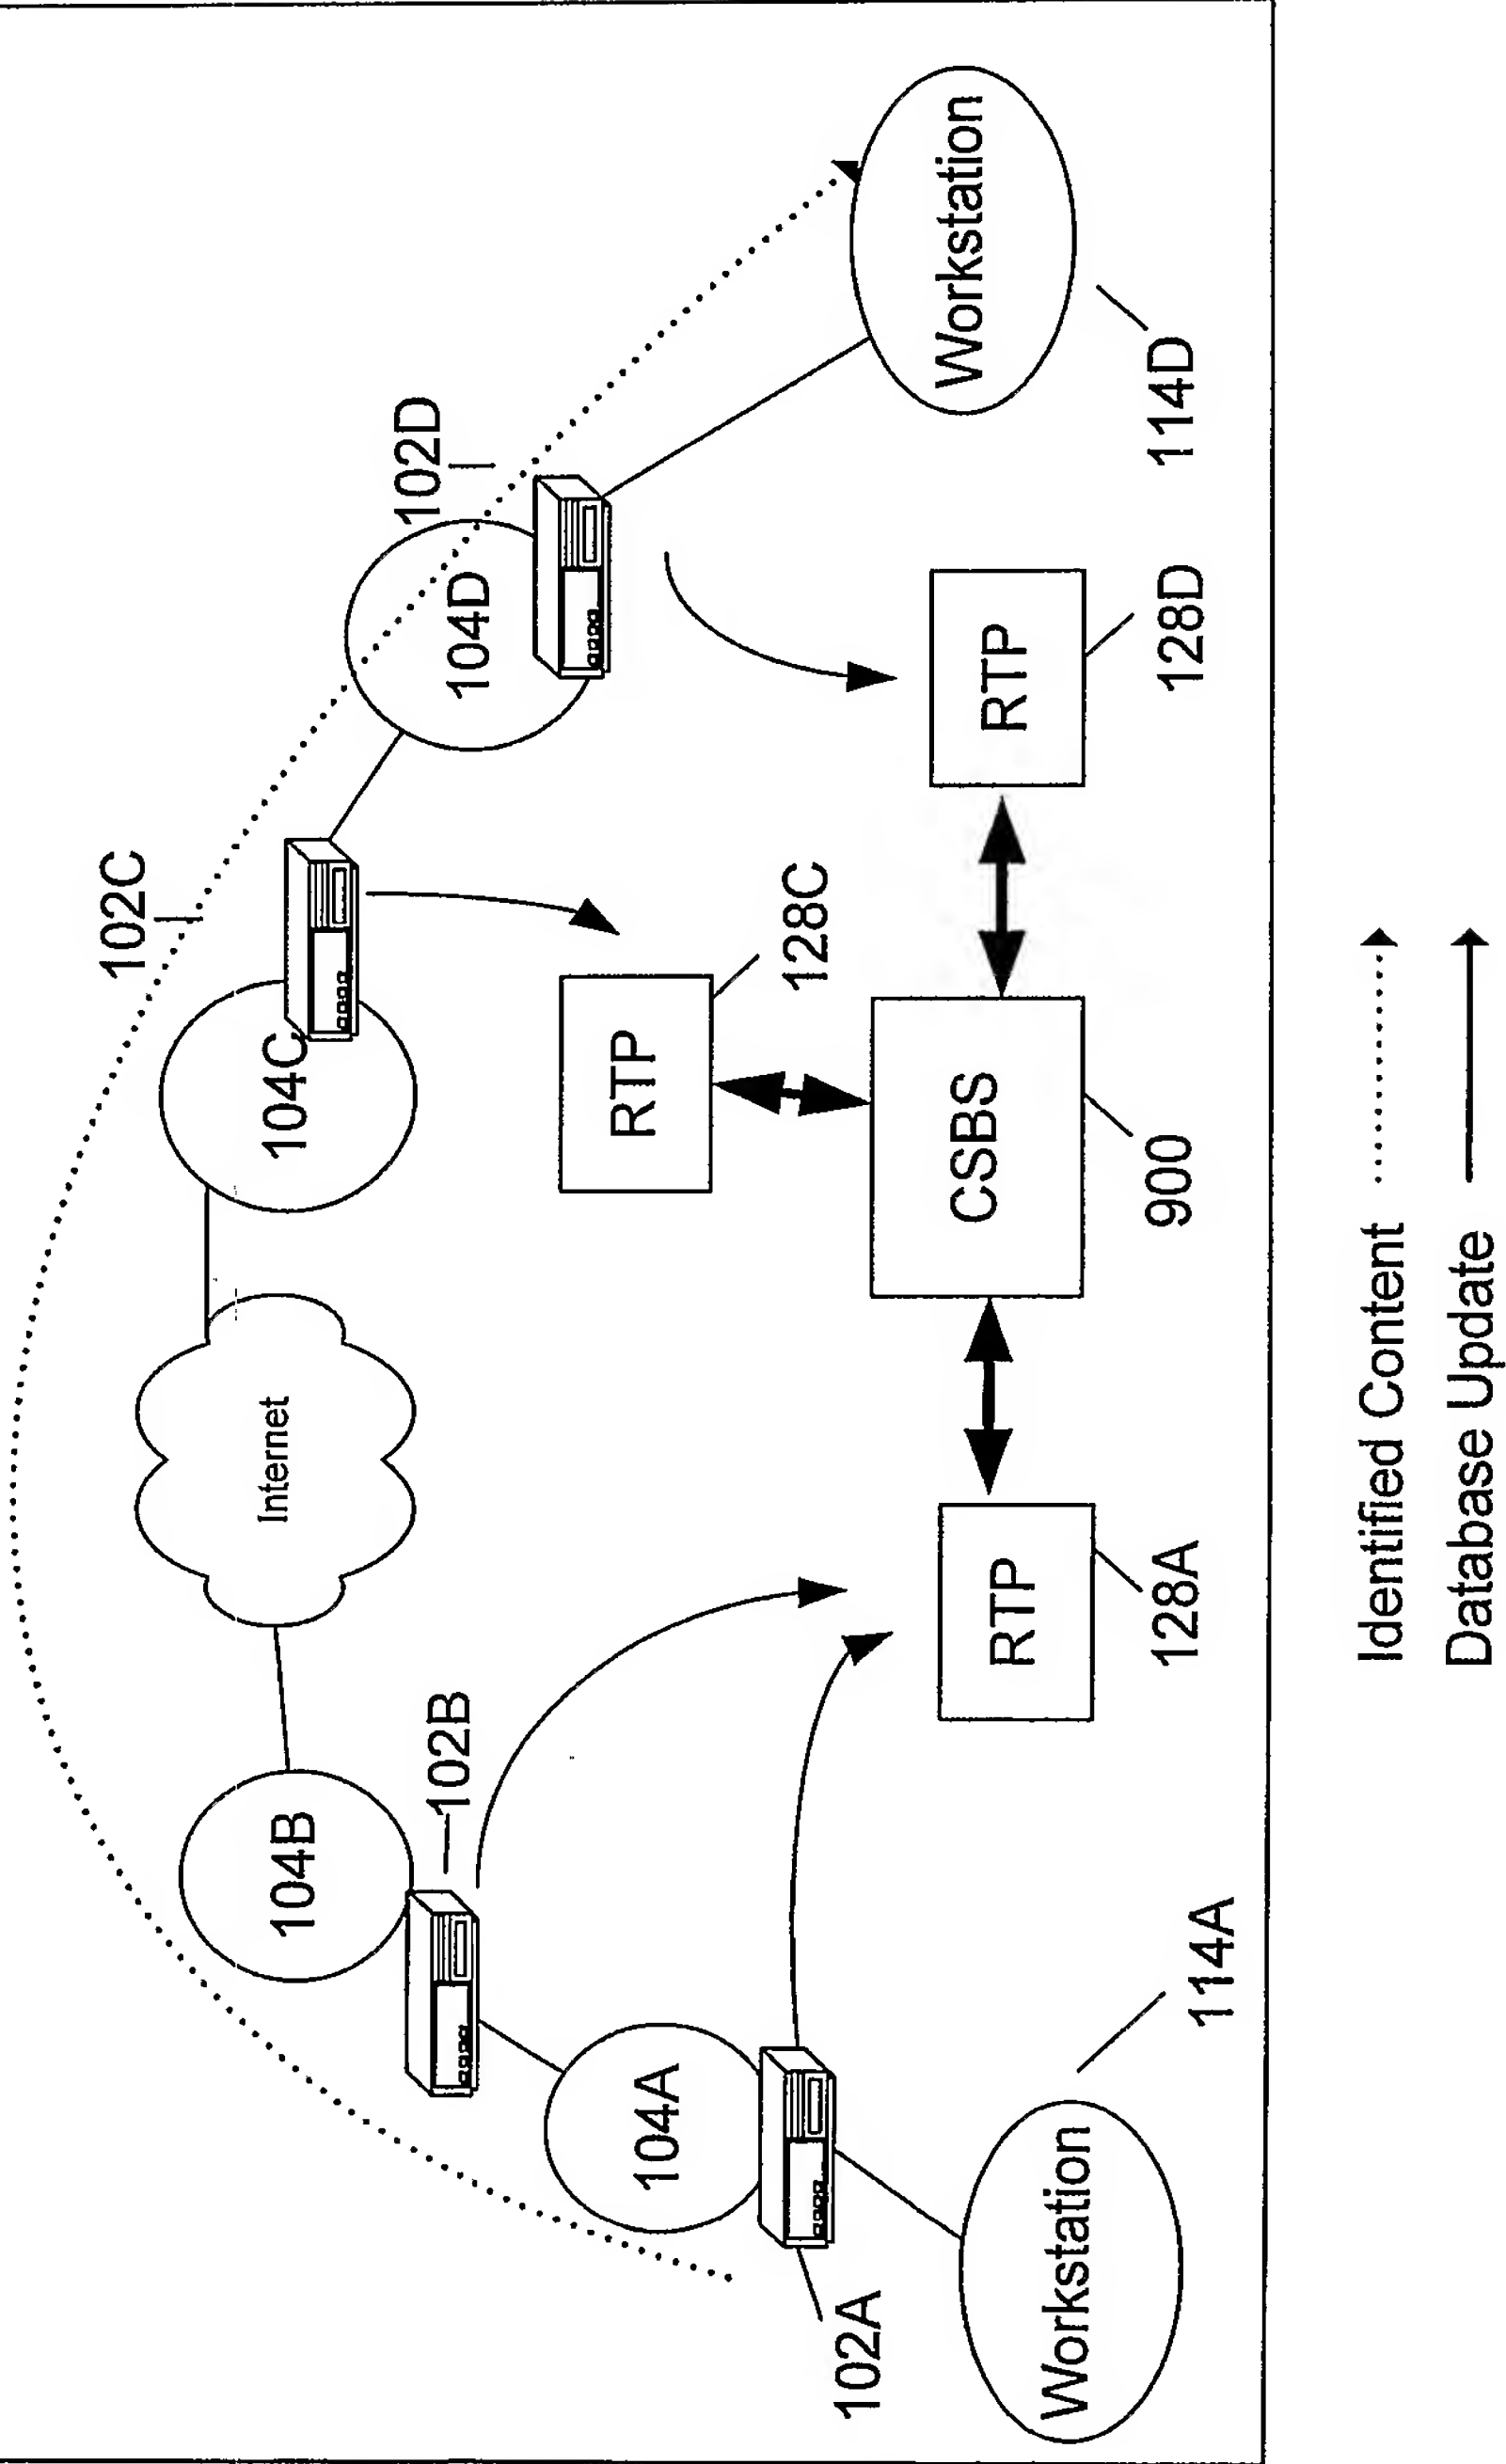 102C
102D
104C
104D
Internet
104B
102B
104A
102A
RTP
128C
Workstation
114D
RTP
128D
CSBS
900
RTP
128A
Workstation
114A
Identified Content
Database Update